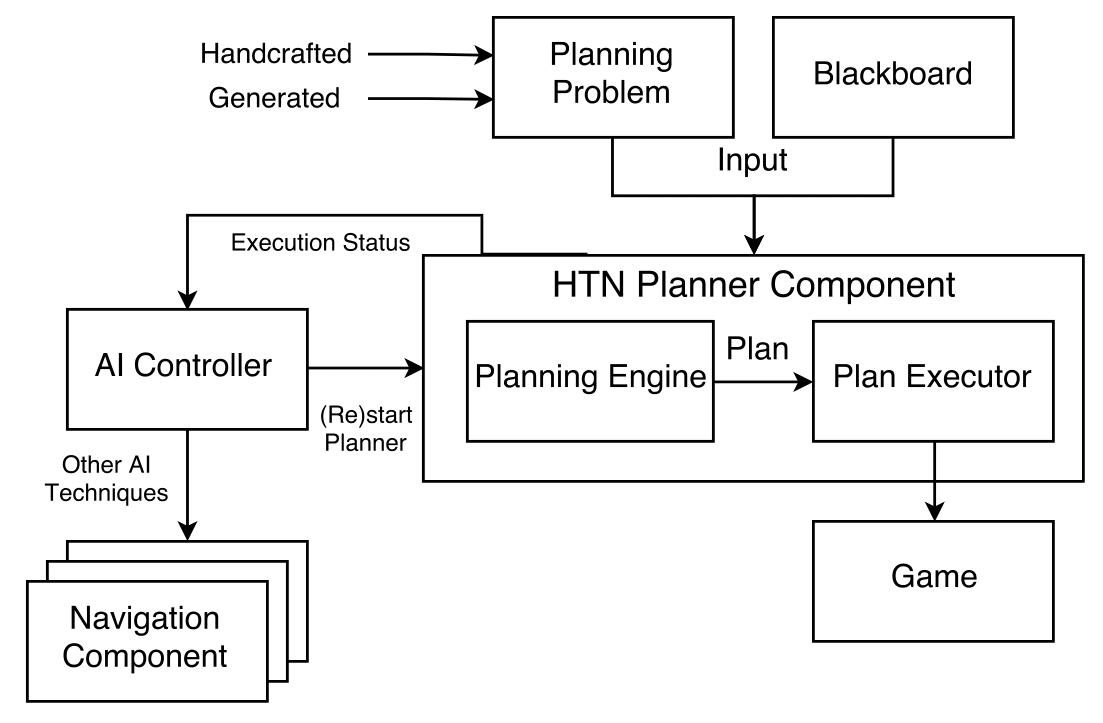 Handcrafted
Generated
Planning
Problem
Blackboard
Input
Execution Status
HTN Planner Component
AI Controller
(Re)start
Planner
Planning Engine
Plan
Plan Executor
Other AI
Techniques
Navigation
Component
Game